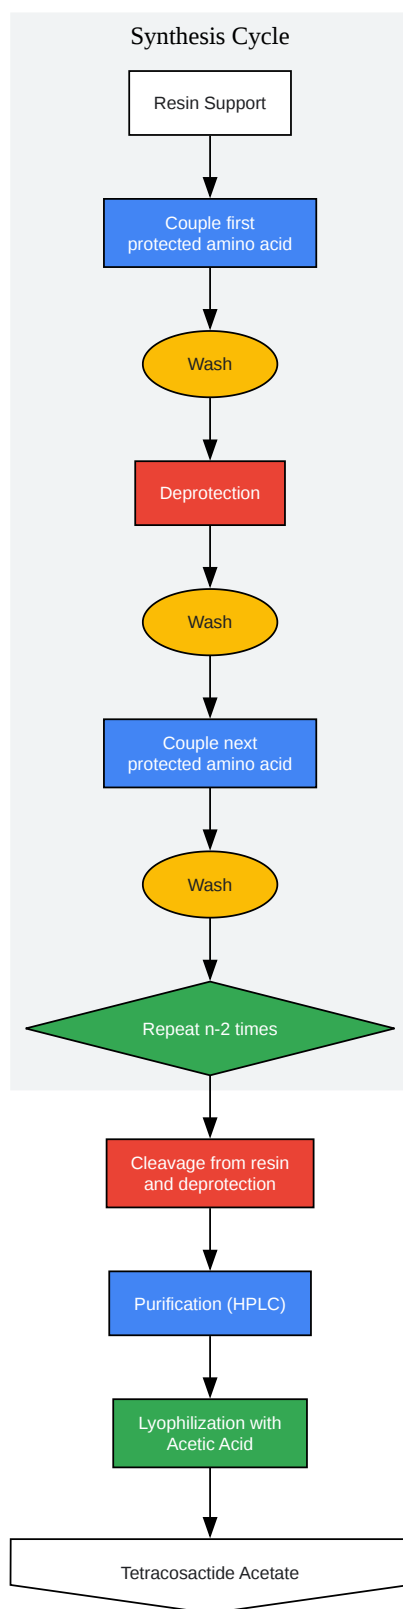 Synthesis Cycle
Resin Support
Couple first
protected amino acid
Wash
Deprotection
Wash
Couple next
protected amino acid
Wash
Repeat n-2 times
Cleavage from resin
and deprotection
Purification (HPLC)
Lyophilization with
Acetic Acid
Tetracosactide Acetate